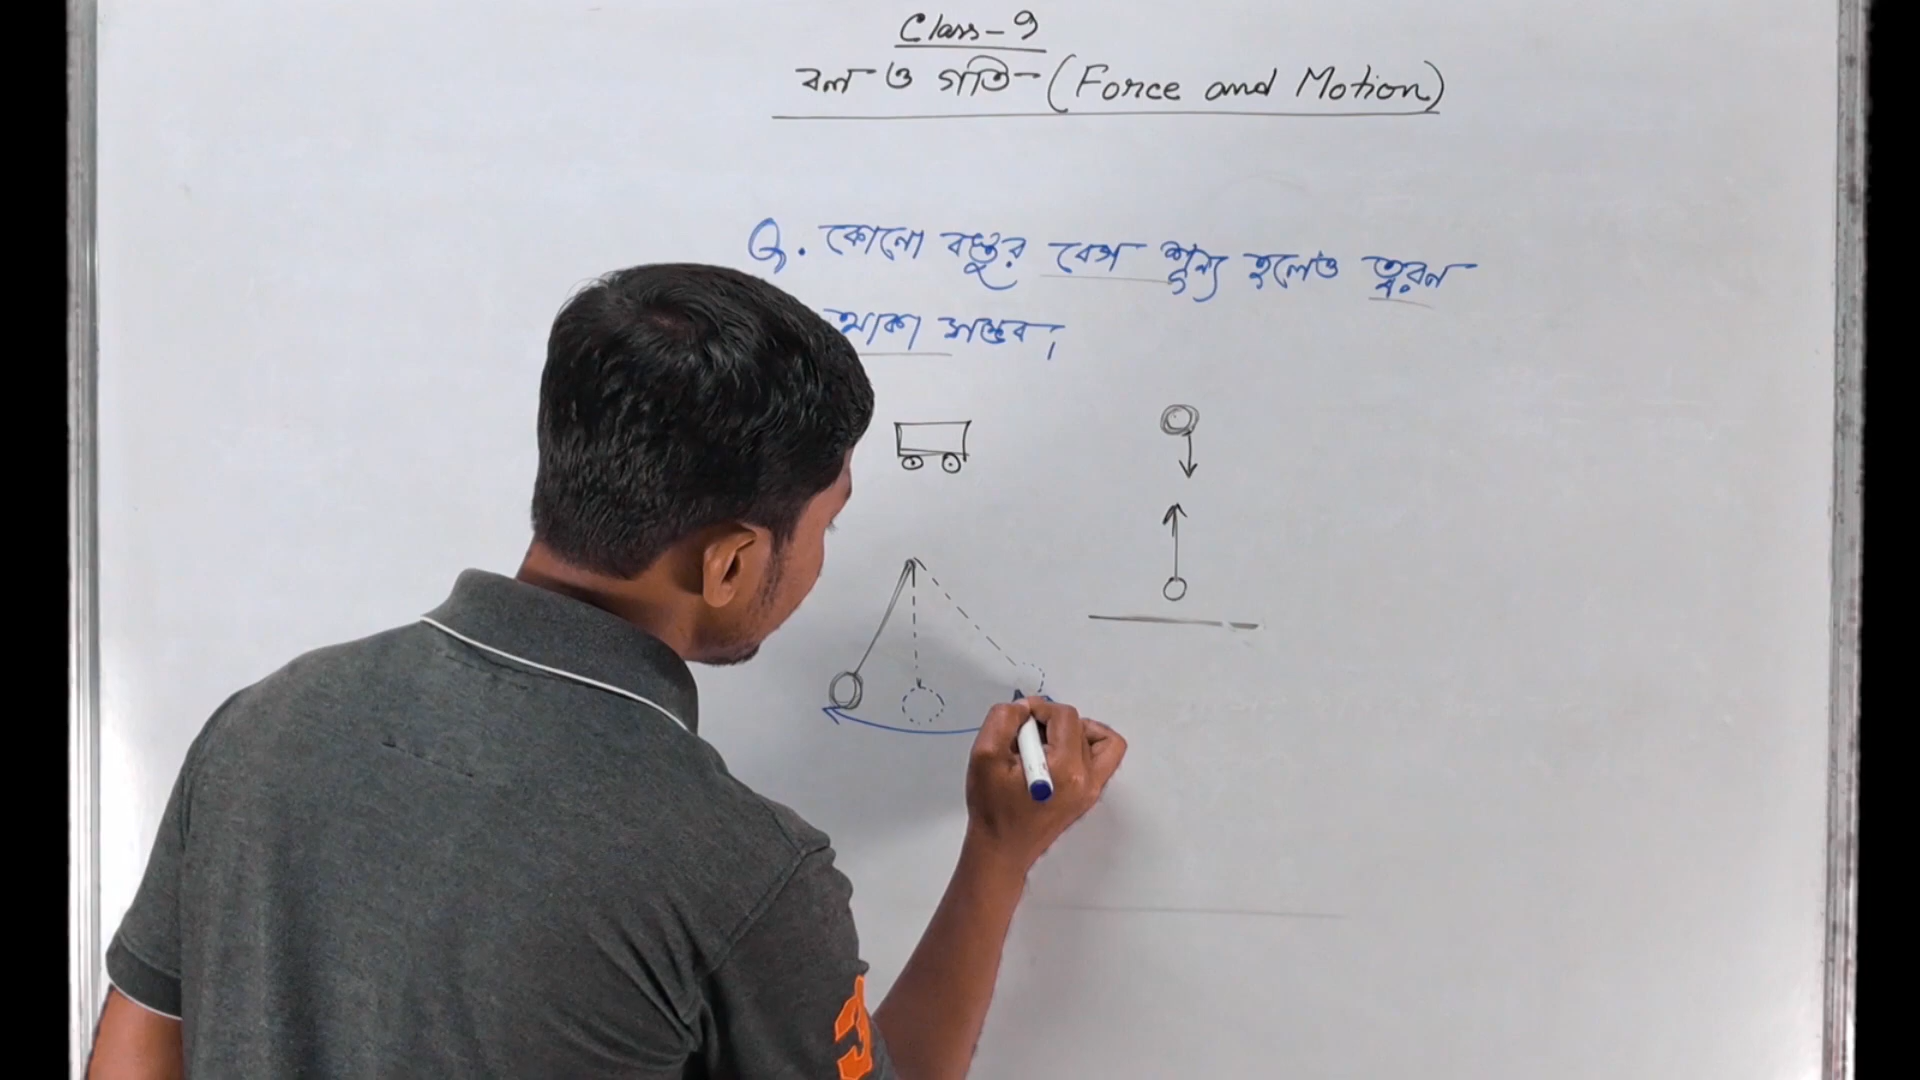 Class-9
বল ও গতি-(Force and Motion)
Q. কোনো বস্তুর বেগ শূন্য হলেও ত্বরণ
থাকা সম্ভব।